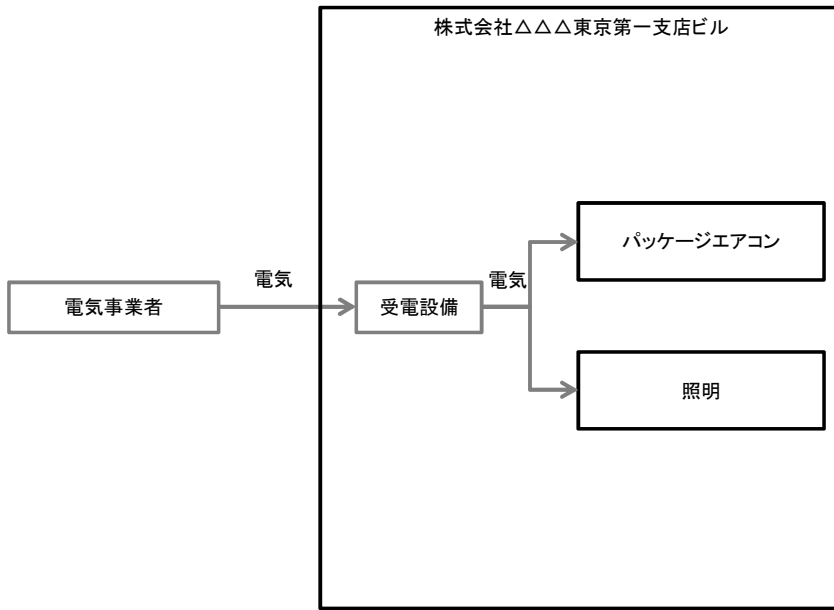 株式会社△△△東京第一支店ビル
パッケージエアコン
電気
電気
電気事業者
受電設備
照明